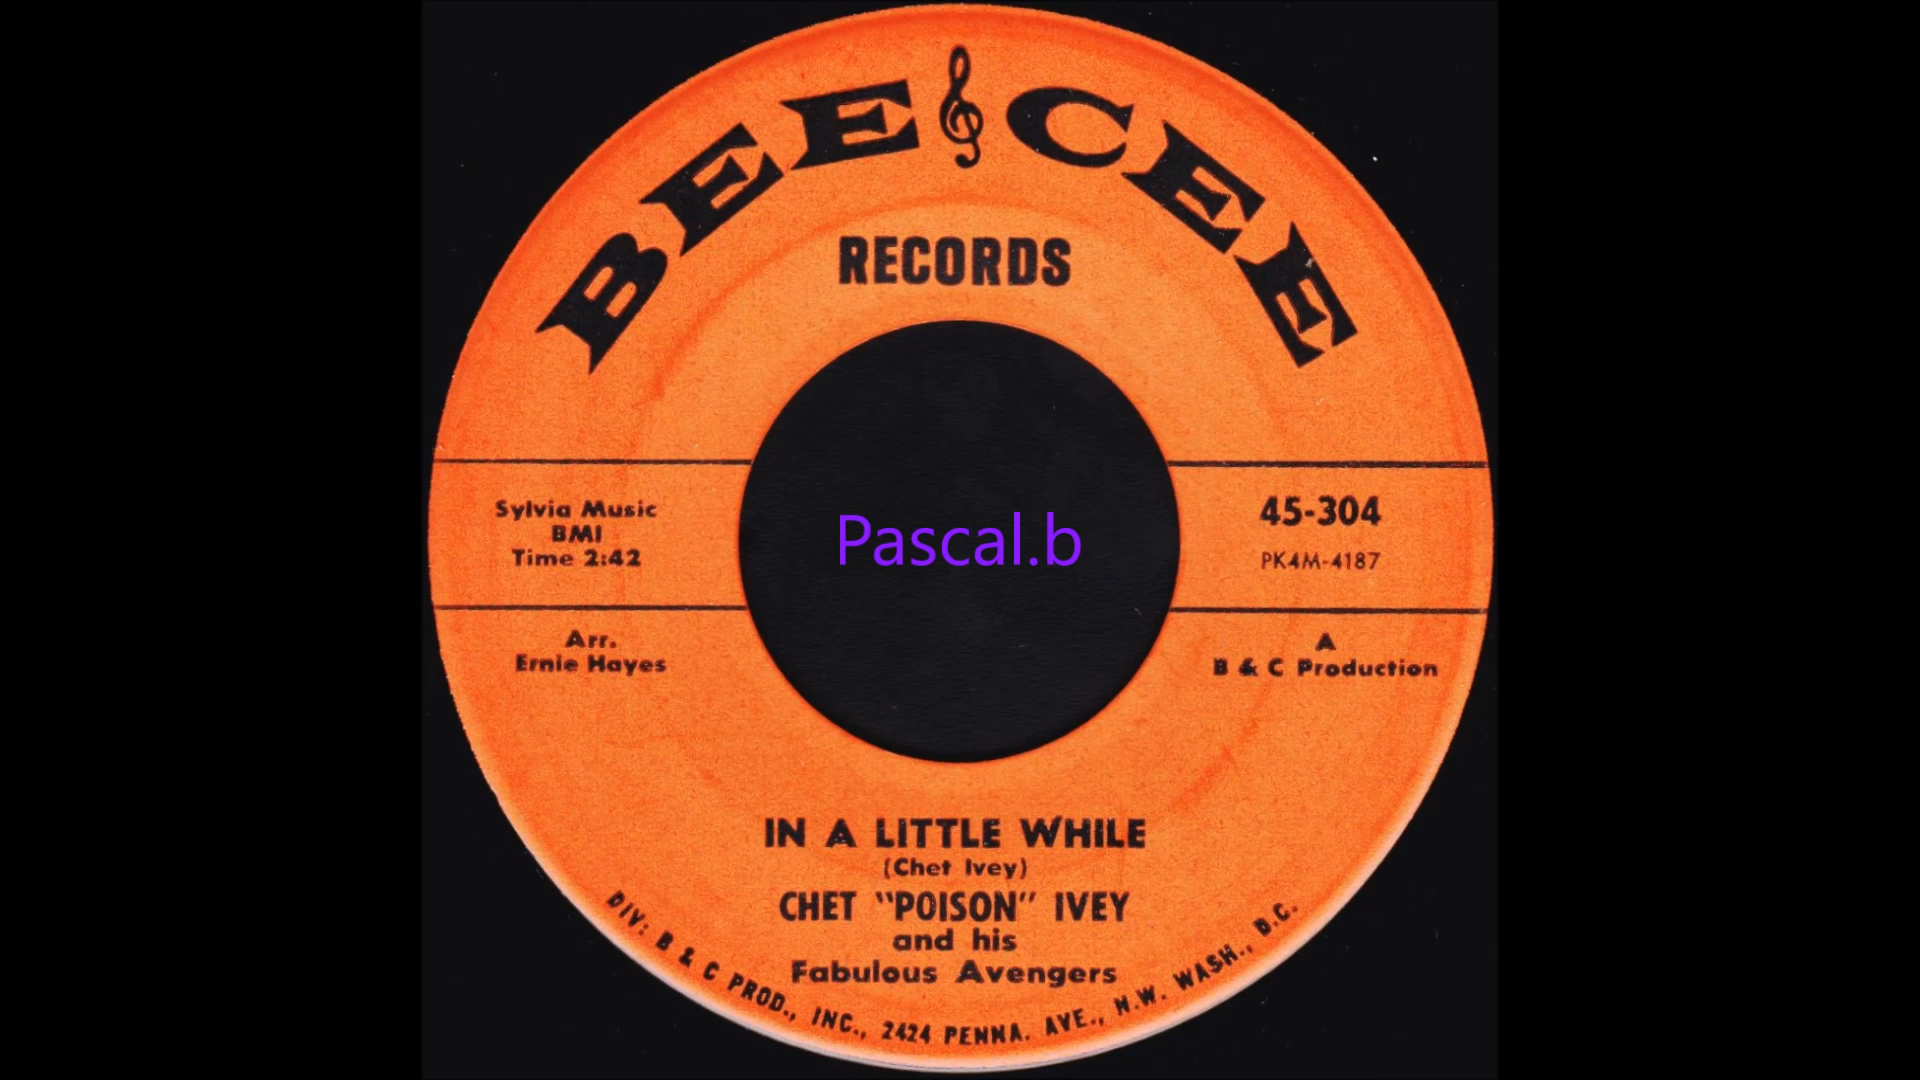 BEE CEE
RECORDS
Sylvia Music
BMI
Time 2:42
45-304
PK4M-4187
Pascal.b
Arr.
Ernie Hayes
A
B & C Production
IN A LITTLE WHILE
(Chet Ivey)
CHET "POISON" IVEY
and his
Fabulous Avengers
DIV: B & C PROD., INC., 2424 PENNA. AVE., N.W. WASH., D.C.